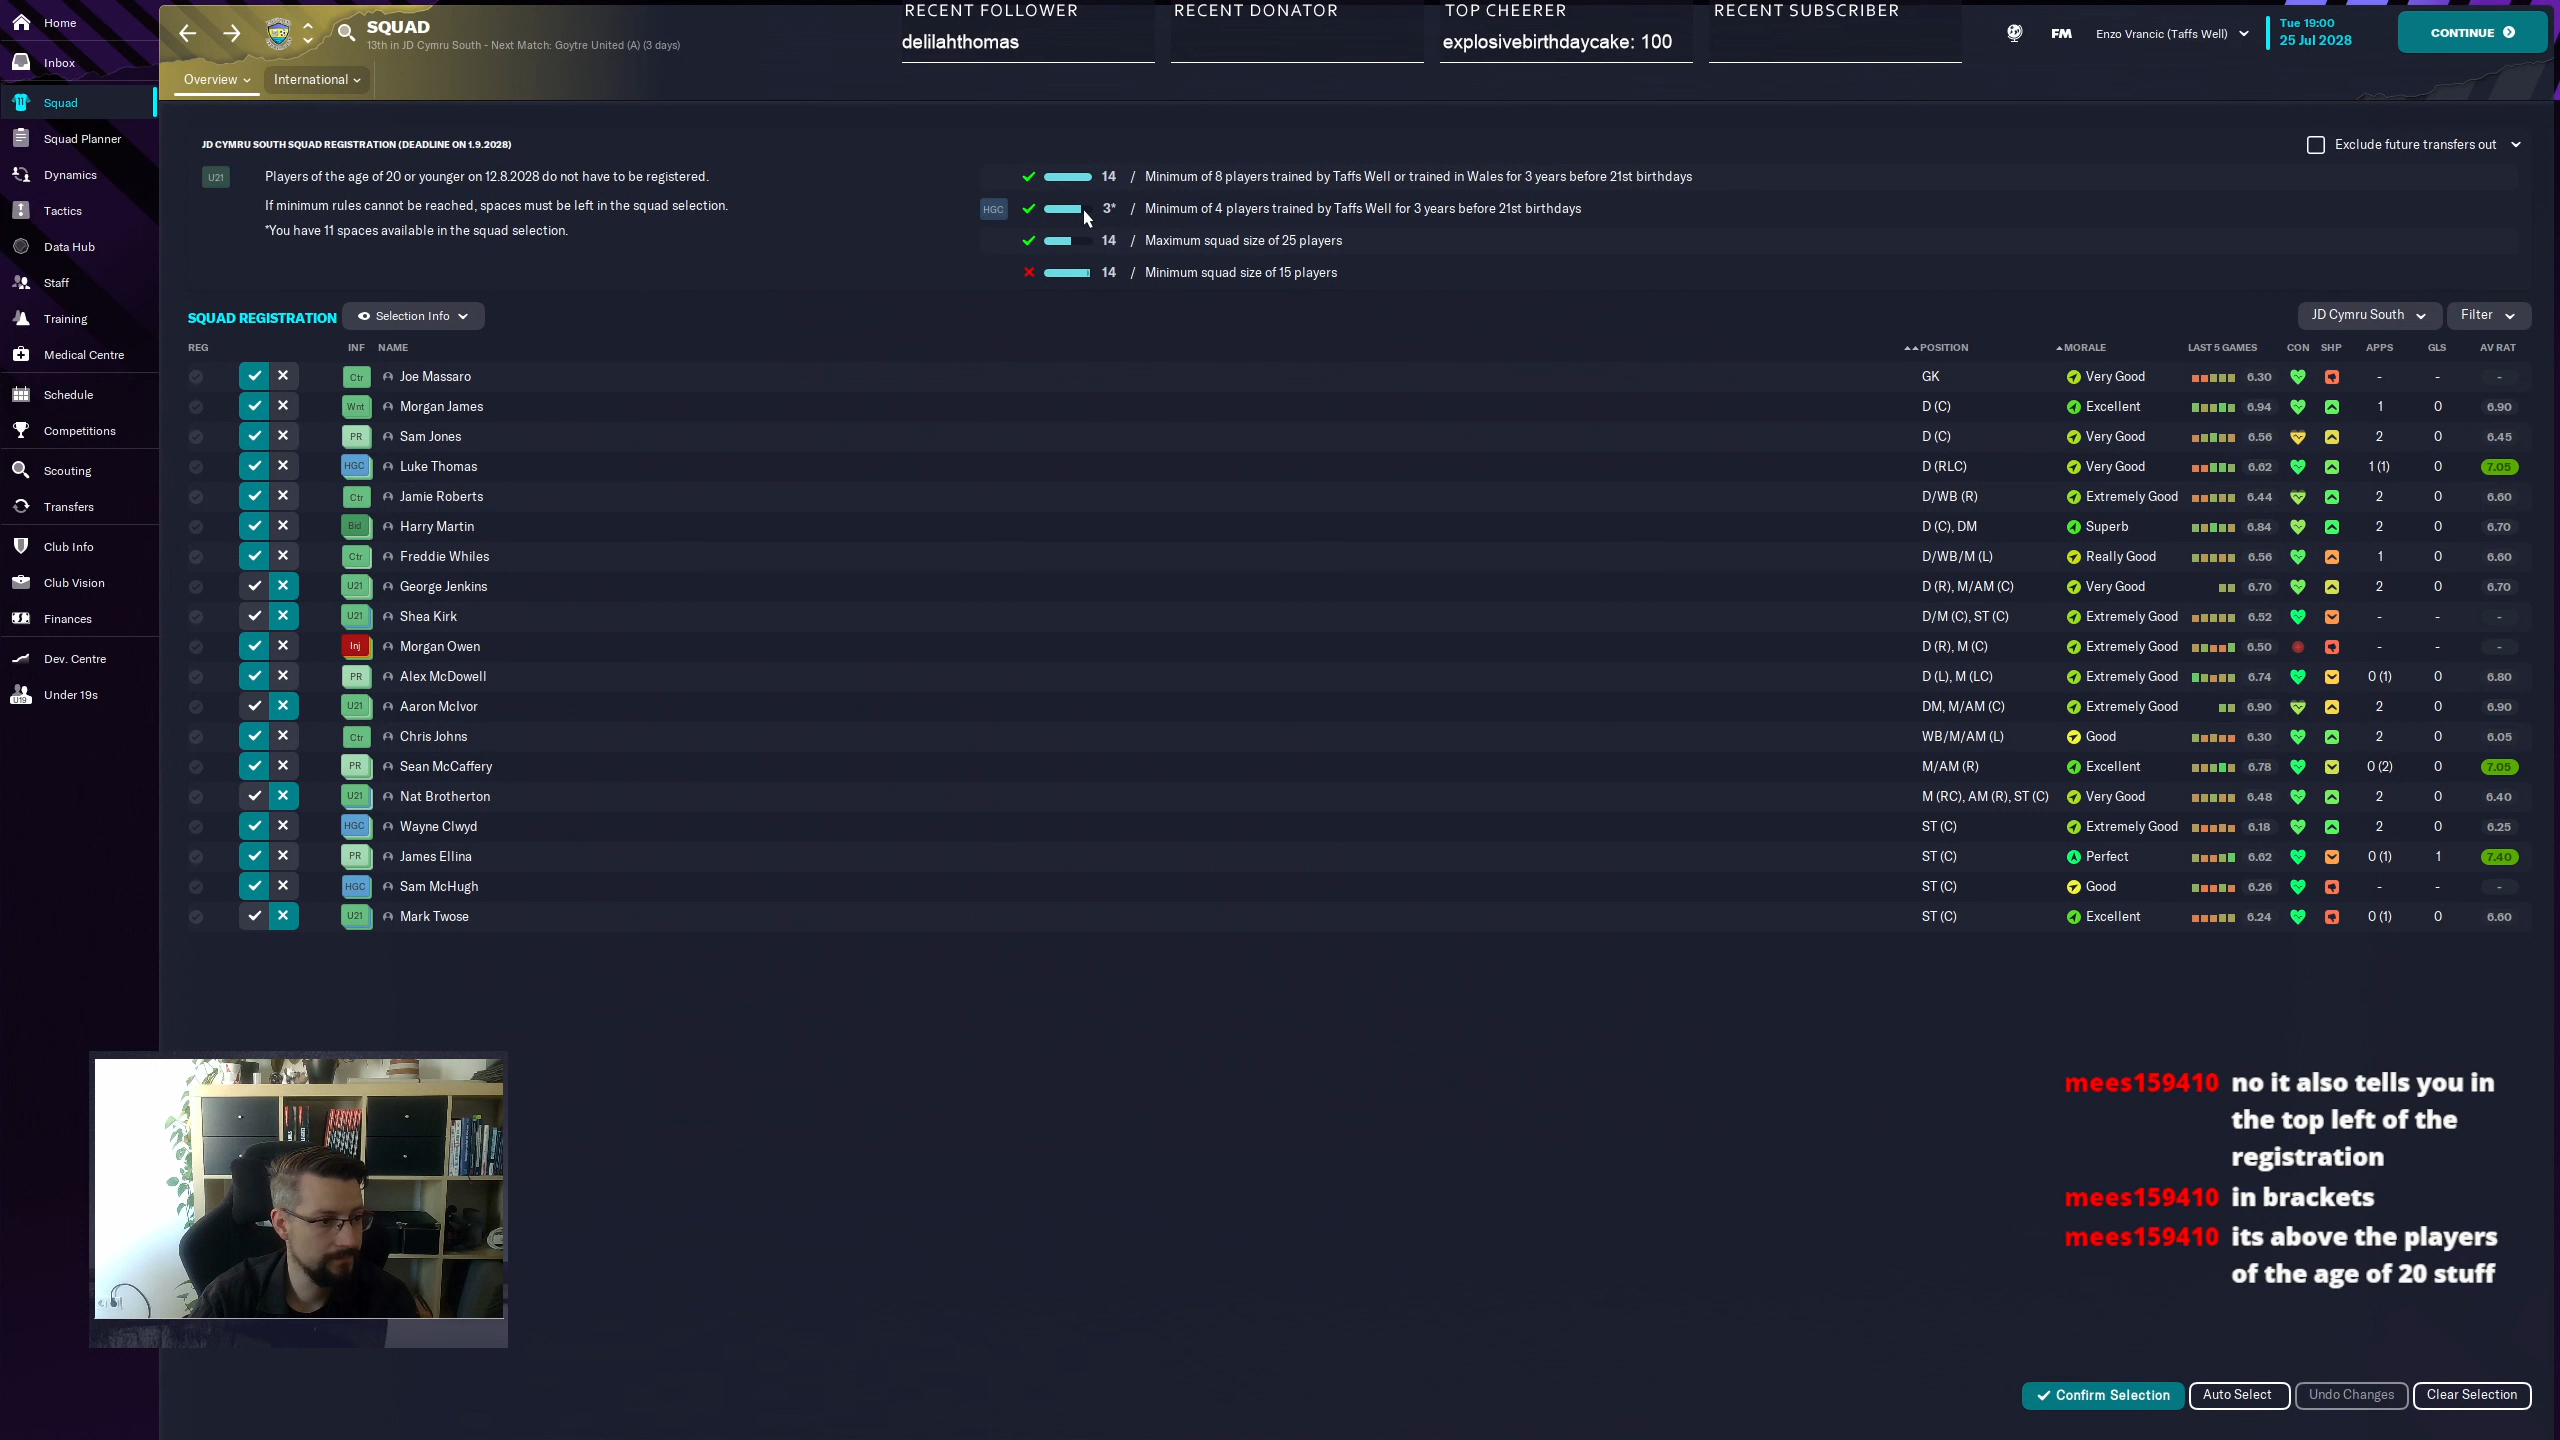 Home
Inbox
Squad
Squad Planner
Dynamics
Tactics
Data Hub
Staff
Training
Medical Centre
Schedule
Competitions
Scouting
Transfers
Club Info
Club Vision
Finances
Dev. Centre
Under 19s
SQUAD
13th in JD Cymru South - Next Match: Goytre United (A) (3 days)
Overview
International
RECENT FOLLOWER
delilahthomas
RECENT DONATOR
TOP CHEERER
explosivebirthdaycake: 100
RECENT SUBSCRIBER
FM
Enzo Vrancic (Taffs Well)
Tue 19:00
25 Jul 2028
CONTINUE
JD CYMRU SOUTH SQUAD REGISTRATION (DEADLINE ON 1.9.2028)
Exclude future transfers out
U21 Players of the age of 20 or younger on 12.8.2028 do not have to be registered.
If minimum rules cannot be reached, spaces must be left in the squad selection.
*You have 11 spaces available in the squad selection.
14 / Minimum of 8 players trained by Taffs Well or trained in Wales for 3 years before 21st birthdays
HGC 3* / Minimum of 4 players trained by Taffs Well for 3 years before 21st birthdays
14 / Maximum squad size of 25 players
14 / Minimum squad size of 15 players
SQUAD REGISTRATION Selection Info JD Cymru South Filter
REG INF NAME POSITION MORALE LAST 5 GAMES CON SHP APPS GLS AV RAT
Ctr Joe Massaro GK Very Good 6.30 - - -
Wnt Morgan James D (C) Excellent 6.94 1 0 6.90
PR Sam Jones D (C) Very Good 6.56 2 0 6.45
HGC Luke Thomas D (RLC) Very Good 6.62 1 (1) 0 7.05
Ctr Jamie Roberts D/WB (R) Extremely Good 6.44 2 0 6.60
Bid Harry Martin D (C), DM Superb 6.84 2 0 6.70
Ctr Freddie Whiles D/WB/M (L) Really Good 6.56 1 0 6.60
U21 George Jenkins D (R), M/AM (C) Very Good 6.70 2 0 6.70
U21 Shea Kirk D/M (C), ST (C) Extremely Good 6.52 - - -
Inj Morgan Owen D (R), M (C) Extremely Good 6.50 - - -
PR Alex McDowell D (L), M (LC) Extremely Good 6.74 0 (1) 0 6.80
U21 Aaron McIvor DM, M/AM (C) Extremely Good 6.90 2 0 6.90
Ctr Chris Johns WB/M/AM (L) Good 6.30 2 0 6.05
PR Sean McCaffery M/AM (R) Excellent 6.78 0 (2) 0 7.05
U21 Nat Brotherton M (RC), AM (R), ST (C) Very Good 6.48 2 0 6.40
HGC Wayne Clwyd ST (C) Extremely Good 6.18 2 0 6.25
PR James Ellina ST (C) Perfect 6.62 0 (1) 1 7.40
HGC Sam McHugh ST (C) Good 6.26 - - -
U21 Mark Twose ST (C) Excellent 6.24 0 (1) 0 6.60
mees159410 no it also tells you in
the top left of the
registration
mees159410 in brackets
mees159410 its above the players
of the age of 20 stuff
Confirm Selection Auto Select Undo Changes Clear Selection